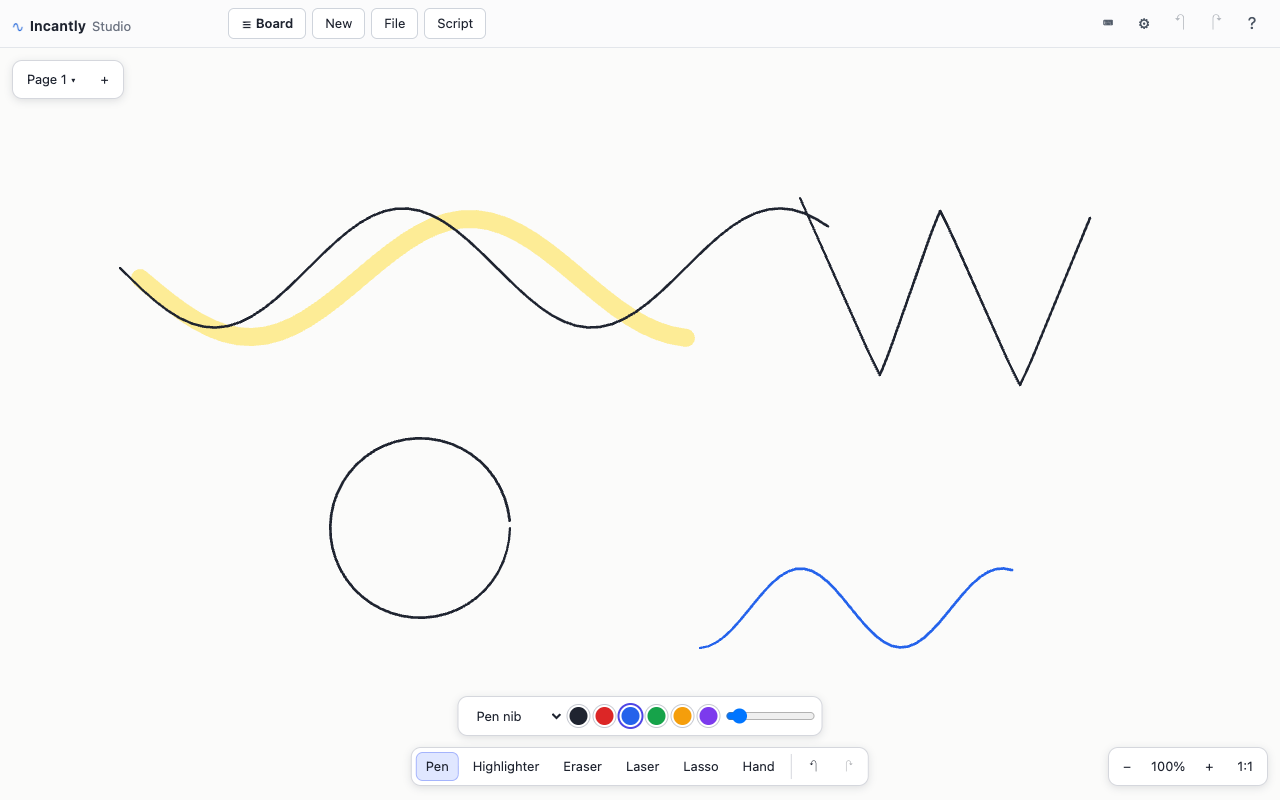 Incantly Studio
≡ Board New File Script
?
Page 1 ▾ +
W
Pen nib
Pen Highlighter Eraser Laser Lasso Hand
− 100% + 1:1